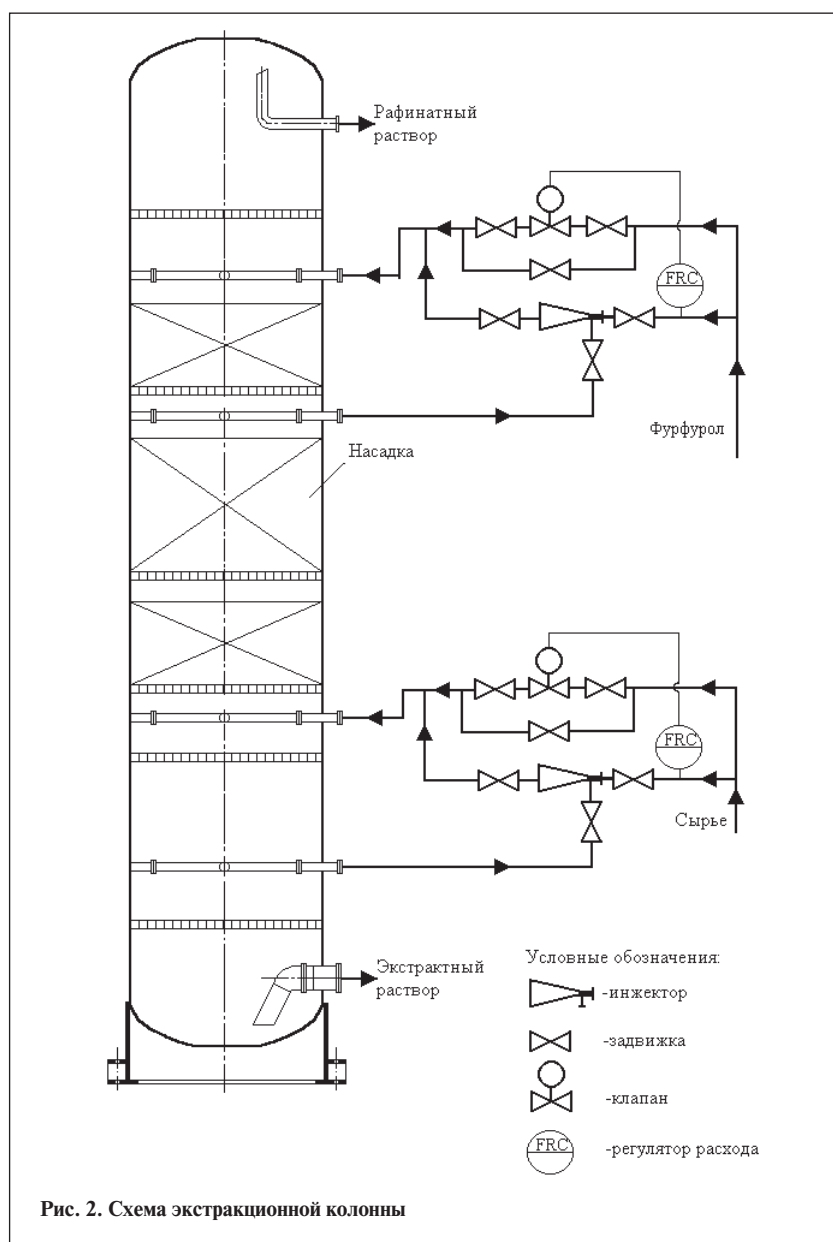 Рафинатный
раствор
FRC
Фурфурол
Насадка
FRC
Сырье
Экстрактный
раствор
Условные обозначения:
-инжектор
-задвижка
-клапан
FRC
-регулятор расхода
Рис. 2. Схема экстракционной колонны